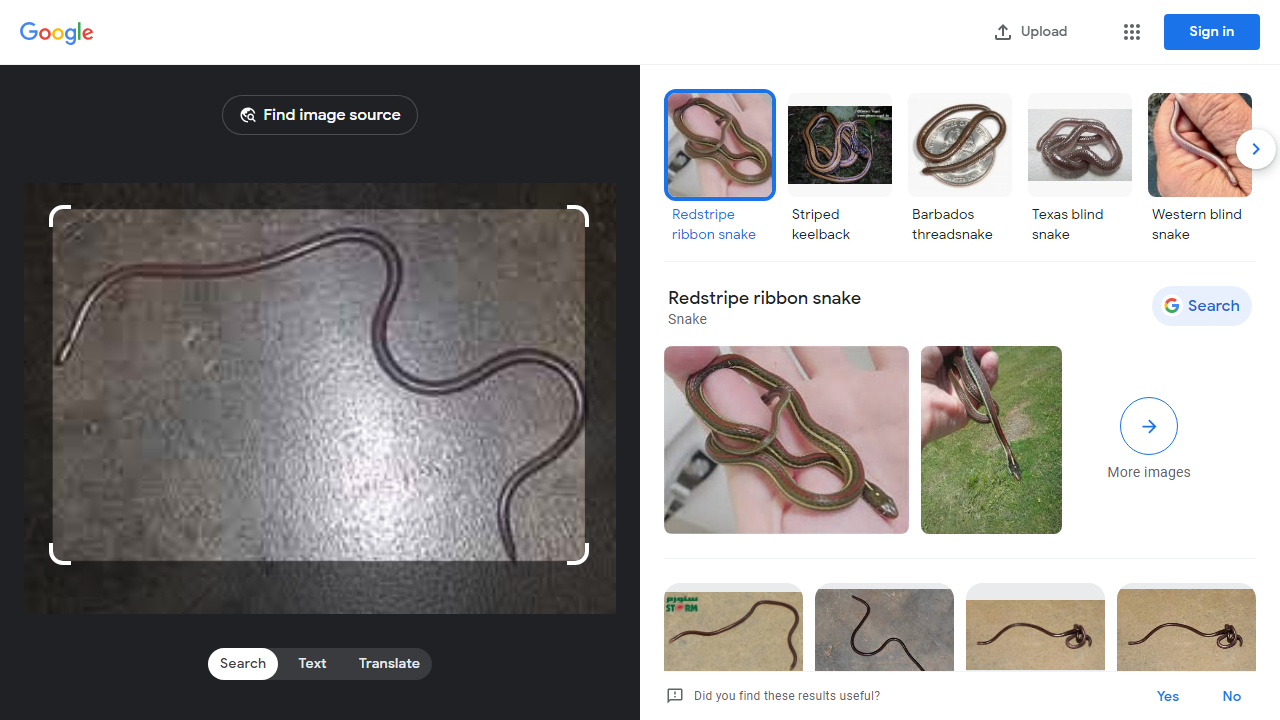 Google
Upload
Sign in
Find image source
Search
Text
Translate
Redstripe
ribbon snake
Striped
keelback
Barbados
threadsnake
Texas blind
snake
Western blind
snake
Redstripe ribbon snake
Snake
Search
More images
ستورم
STORM
Did you find these results useful?
Yes
No